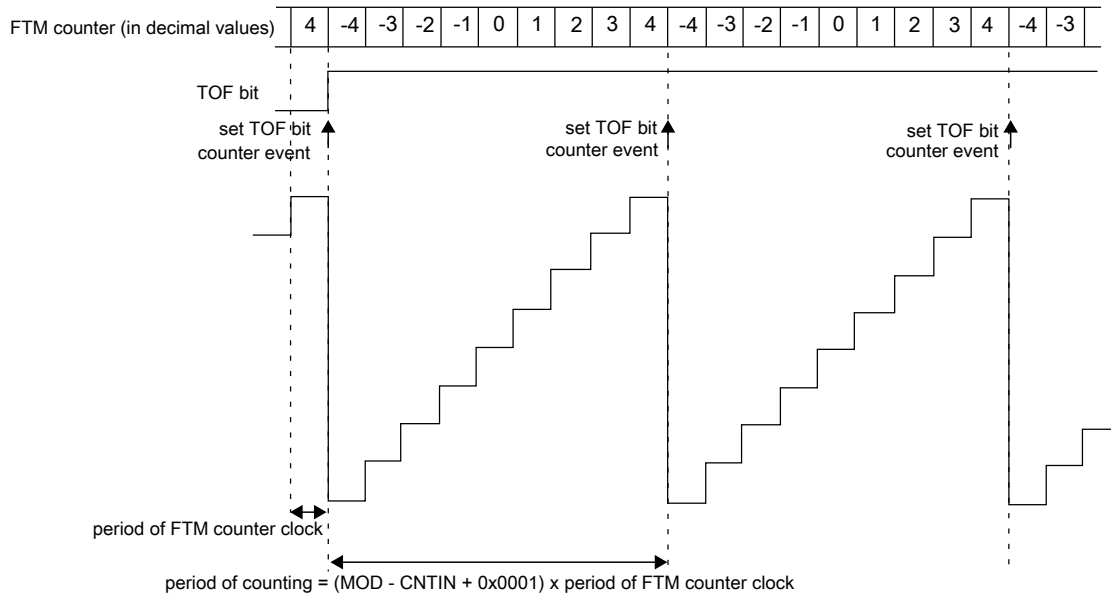 FTM counter (in decimal values) 4 -4 -3 -2 -1 0 1 2 3 4 -4 -3 -2 -1 0 1 2 3 4 -4 -3
TOF bit
set TOF bit
counter event
set TOF bit
counter event
set TOF bit
counter event
period of FTM counter clock
period of counting = (MOD - CNTIN + 0x0001) x period of FTM counter clock